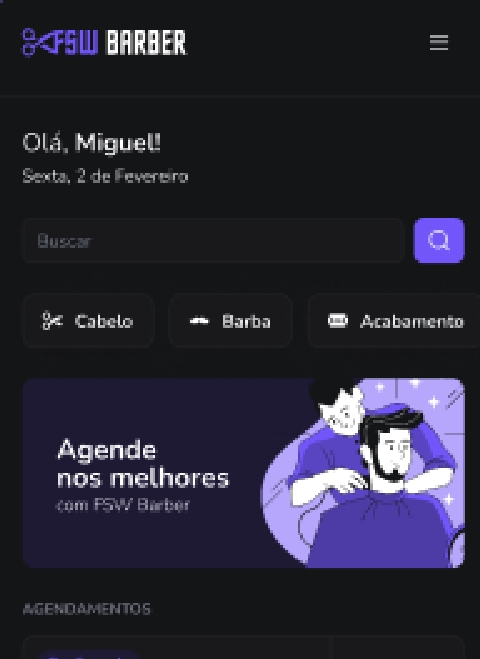 FSW BARBER
Olá, Miguel!
Sexta, 2 de Fevereiro
Buscar
Cabelo
Barba
Acabamento
Agende
nos melhores
com FSW Barber
AGENDAMENTOS